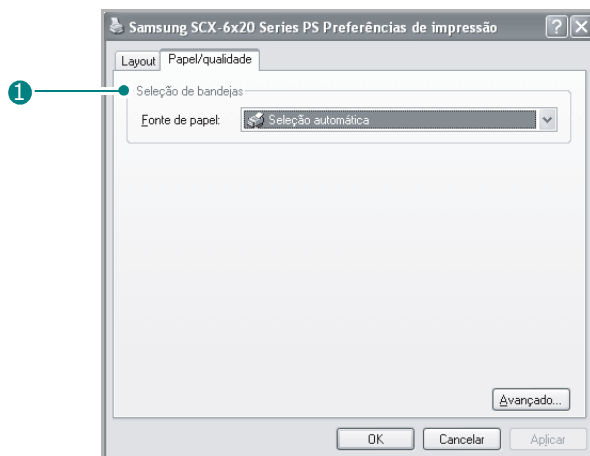 Samsung SCX-6x20 Series PS Preferências de impressão
Layout Papel/qualidade
1 Seleção de bandejas
Fonte de papel: Seleção automática
Avançado...
OK Cancelar Aplicar